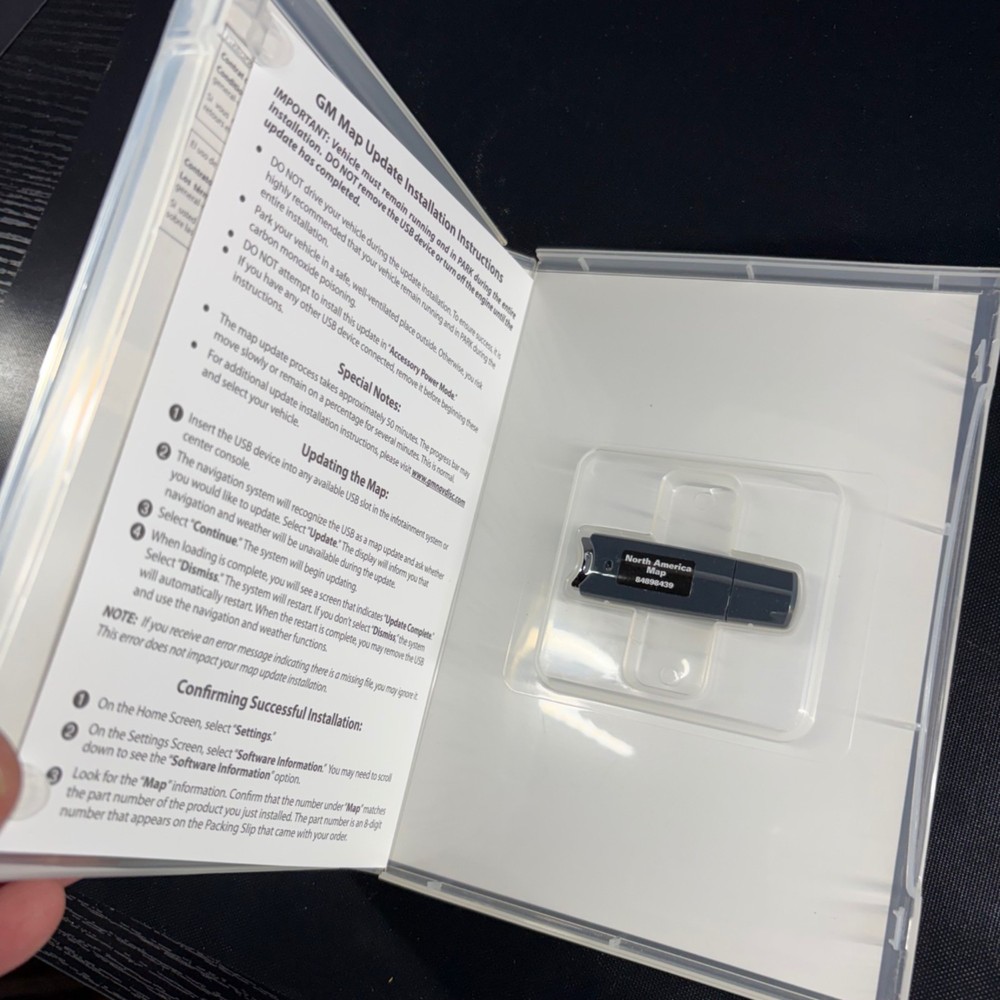 GM Map Update Installation Instructions
IMPORTANT: Vehicle must remain running and in PARK during the entire
installation. DO NOT remove the USB device or turn off the engine until the
update has completed.
• DO NOT drive your vehicle during the update installation. To ensure success, it is
highly recommended that your vehicle remain running and in PARK during the
entire installation.
• Park your vehicle in a safe, well-ventilated place outside. Otherwise, you risk
carbon monoxide poisoning.
• DO NOT attempt to install this update in "Accessory Power Mode."
• If you have any other USB device connected, remove it before beginning these
instructions.
Special Notes:
• The map update process takes approximately 50 minutes. The progress bar may
move slowly or remain on a percentage for several minutes. This is normal.
• For additional update installation instructions, please visit www.gmnavdisc.com
and select your vehicle.
Updating the Map:
1 Insert the USB device into any available USB slot in the infotainment system or
center console.
2 The navigation system will recognize the USB as a map update and ask whether
you would like to update. Select "Update." The display will inform you that
navigation and weather will be unavailable during the update.
3 Select "Continue." The system will begin updating.
4 When loading is complete, you will see a screen that indicates "Update Complete."
Select "Dismiss." The system will restart. If you don't select "Dismiss," the system
will automatically restart. When the restart is complete, you may remove the USB
and use the navigation and weather functions.
NOTE: If you receive an error message indicating there is a missing file, you may ignore it.
This error does not impact your map update installation.
Confirming Successful Installation:
1 On the Home Screen, select "Settings."
2 On the Settings Screen, select "Software Information." You may need to scroll
down to see the "Software Information" option.
3 Look for the "Map" information. Confirm that the number under "Map" matches
the part number of the product you just installed. The part number is an 8-digit
number that appears on the Packing Slip that came with your order.
North America
Map
84898439